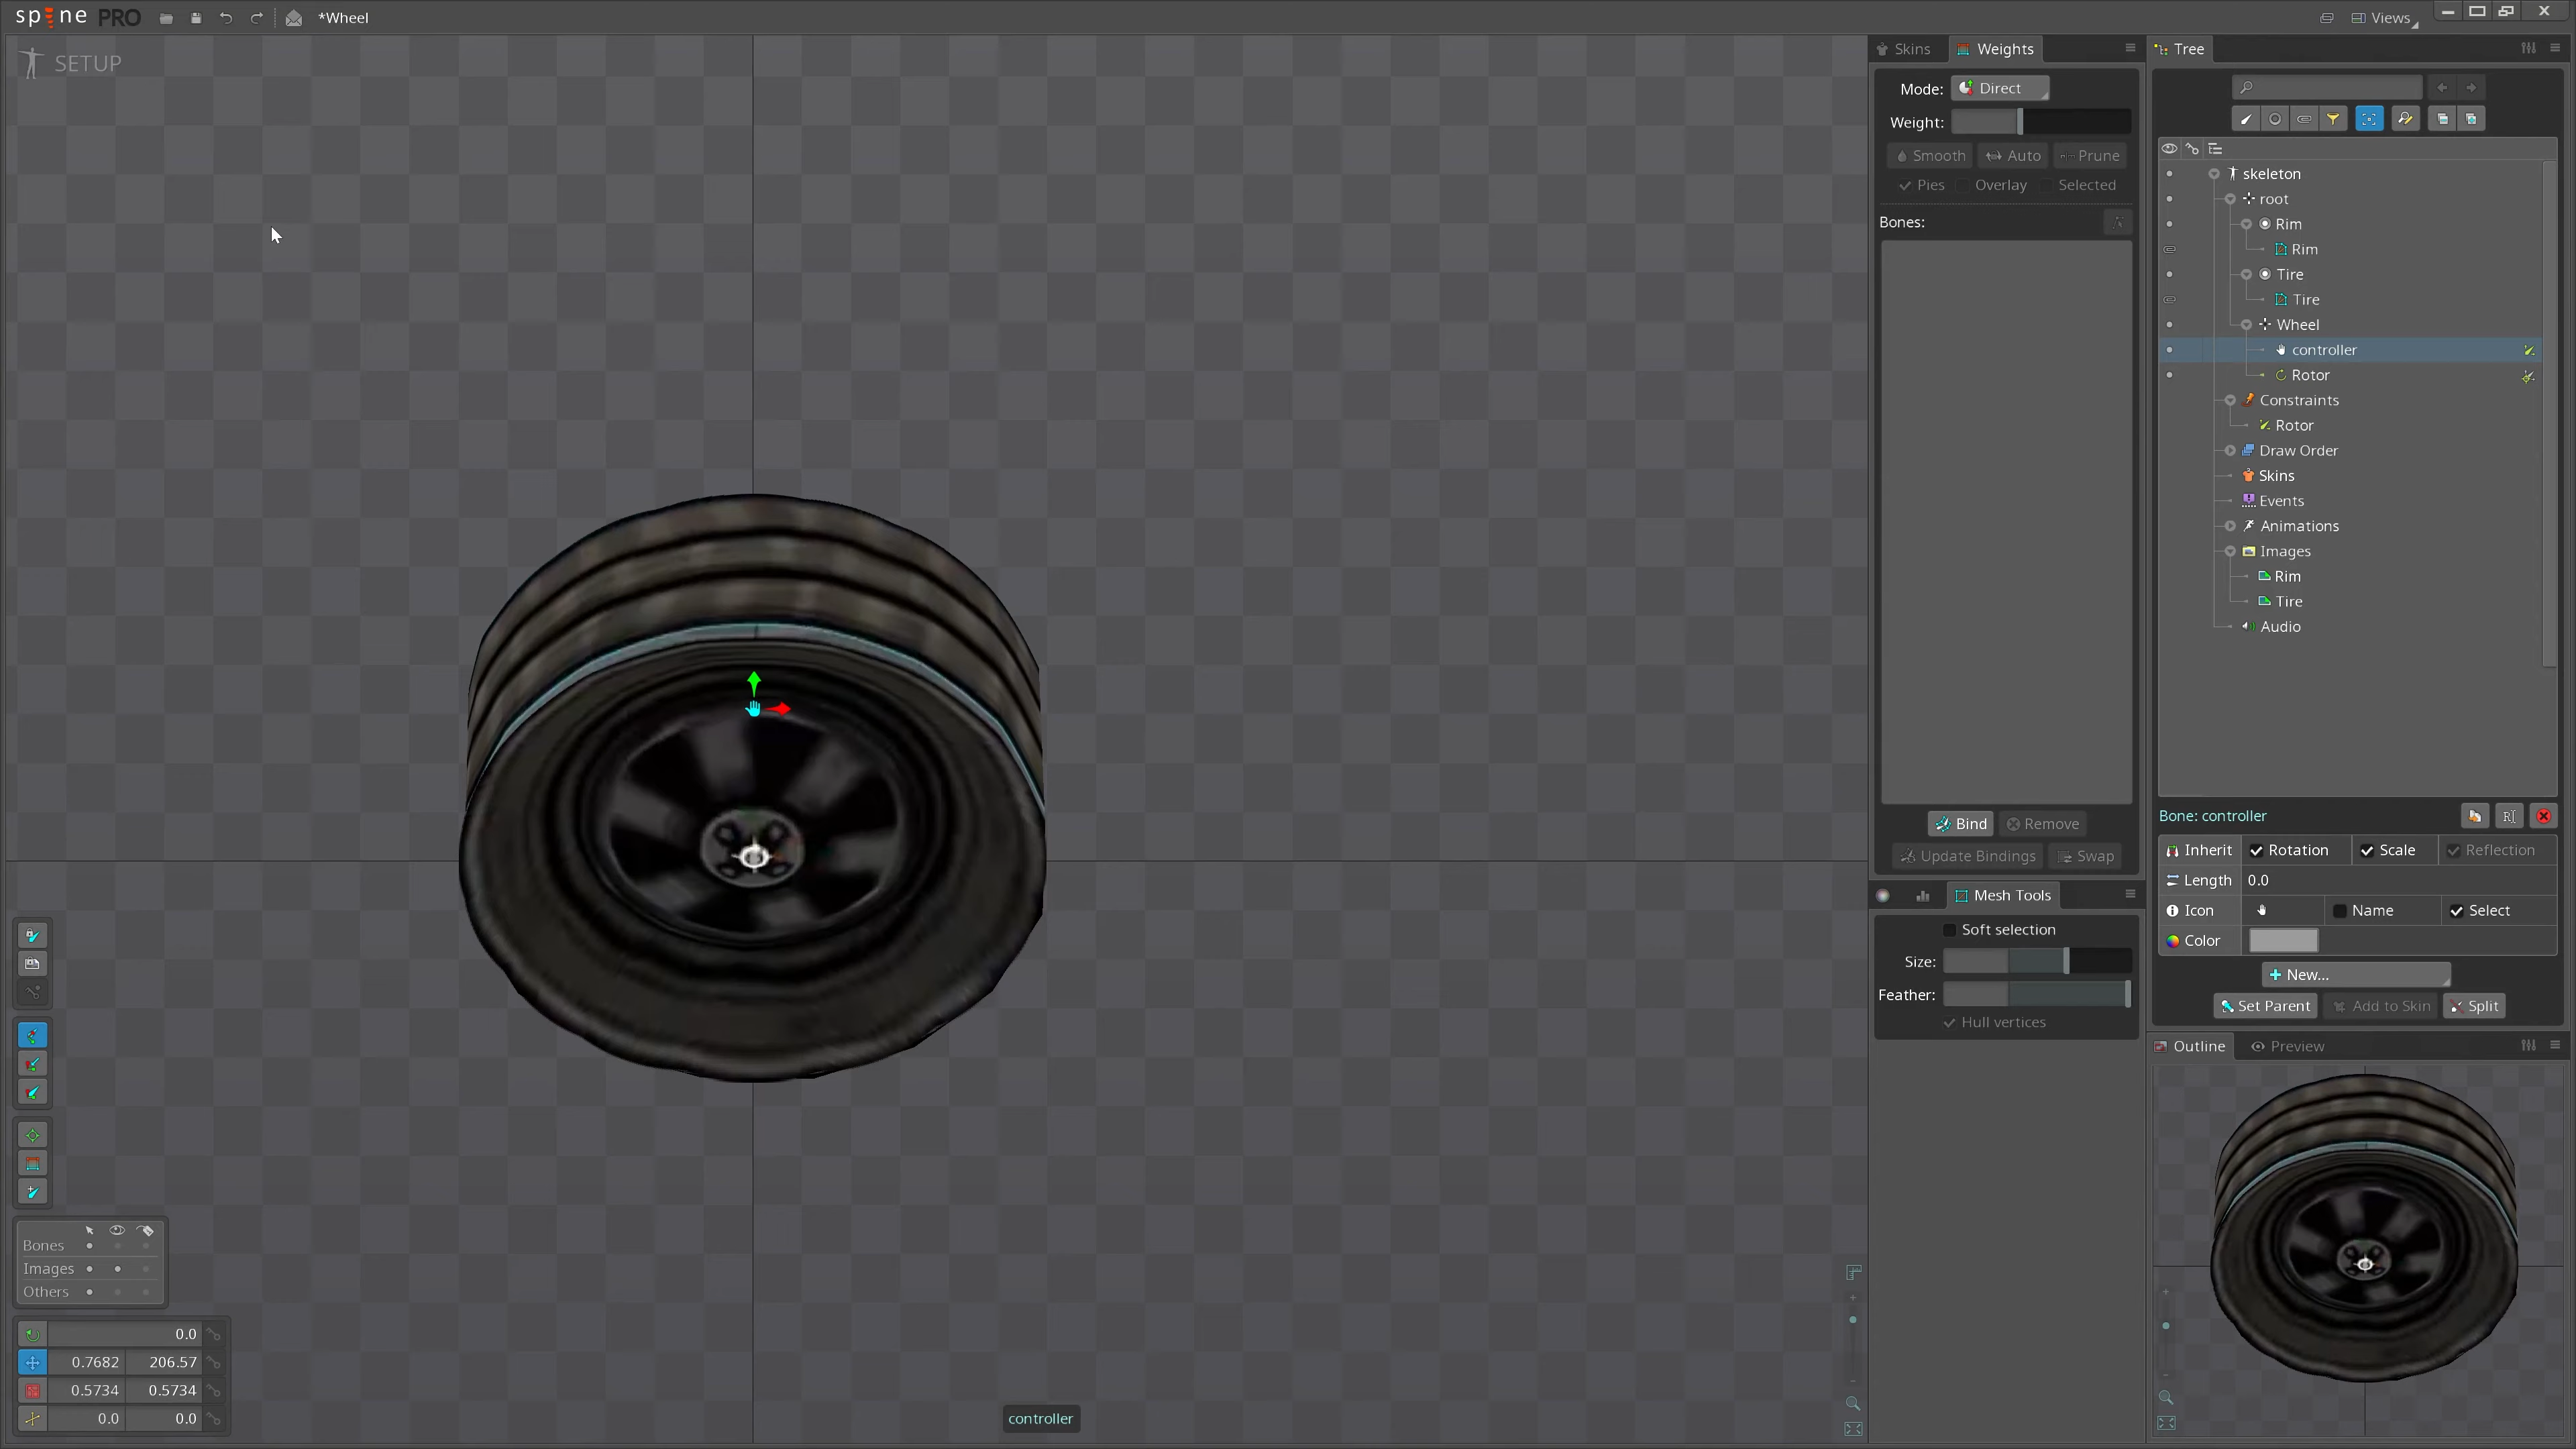 spine PRO
*Wheel
Views
SETUP
Skins
Weights
Mode: Direct
Weight:
Smooth Auto Prune
Pies Overlay Selected
Bones:
Bind Remove
Update Bindings Swap
Mesh Tools
Soft selection
Size:
Feather:
Hull vertices
Tree
skeleton
root
Rim
Rim
Tire
Tire
Wheel
controller
Rotor
Constraints
Rotor
Draw Order
Skins
Events
Animations
Images
Rim
Tire
Audio
Bone: controller
Inherit Rotation Scale Reflection
Length 0.0
Icon Name Select
Color
New...
Set Parent Add to Skin Split
Outline Preview
Bones
Images
Others
0.0
0.7682 206.57
0.5734 0.5734
0.0 0.0
controller